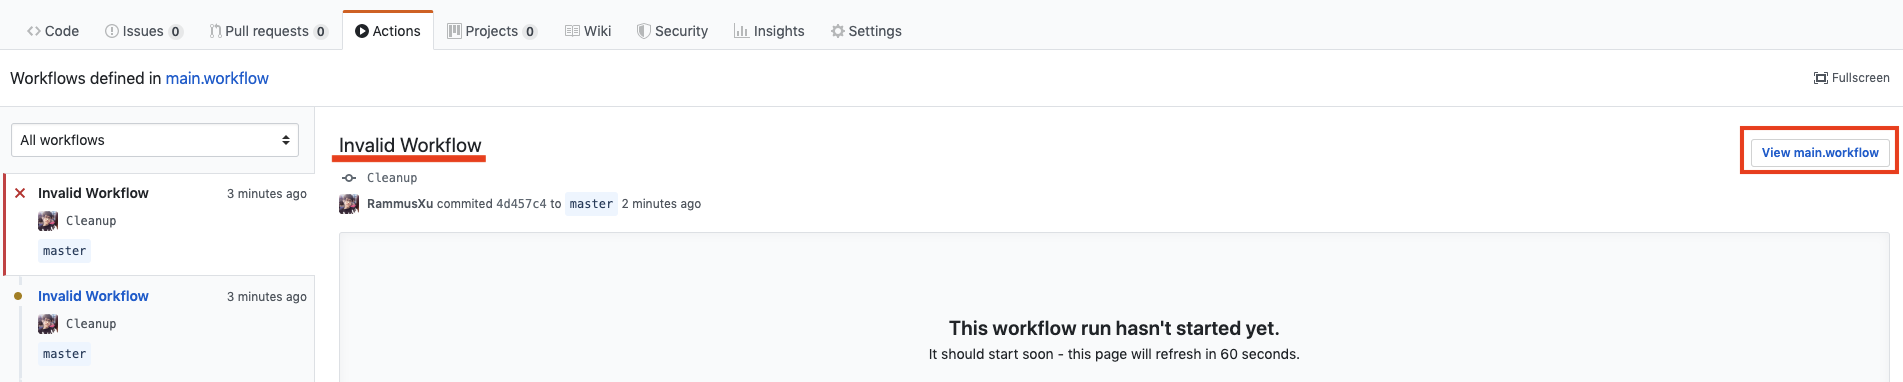 Code Issues 0 Pull requests 0 Actions Projects 0 Wiki Security Insights Settings
Workflows defined in main.workflow
Fullscreen
All workflows
Invalid Workflow 3 minutes ago
Cleanup
master
Invalid Workflow 3 minutes ago
Cleanup
master
Invalid Workflow
View main.workflow
Cleanup
RammusXu commited 4d457c4 to master 2 minutes ago
This workflow run hasn't started yet.
It should start soon - this page will refresh in 60 seconds.